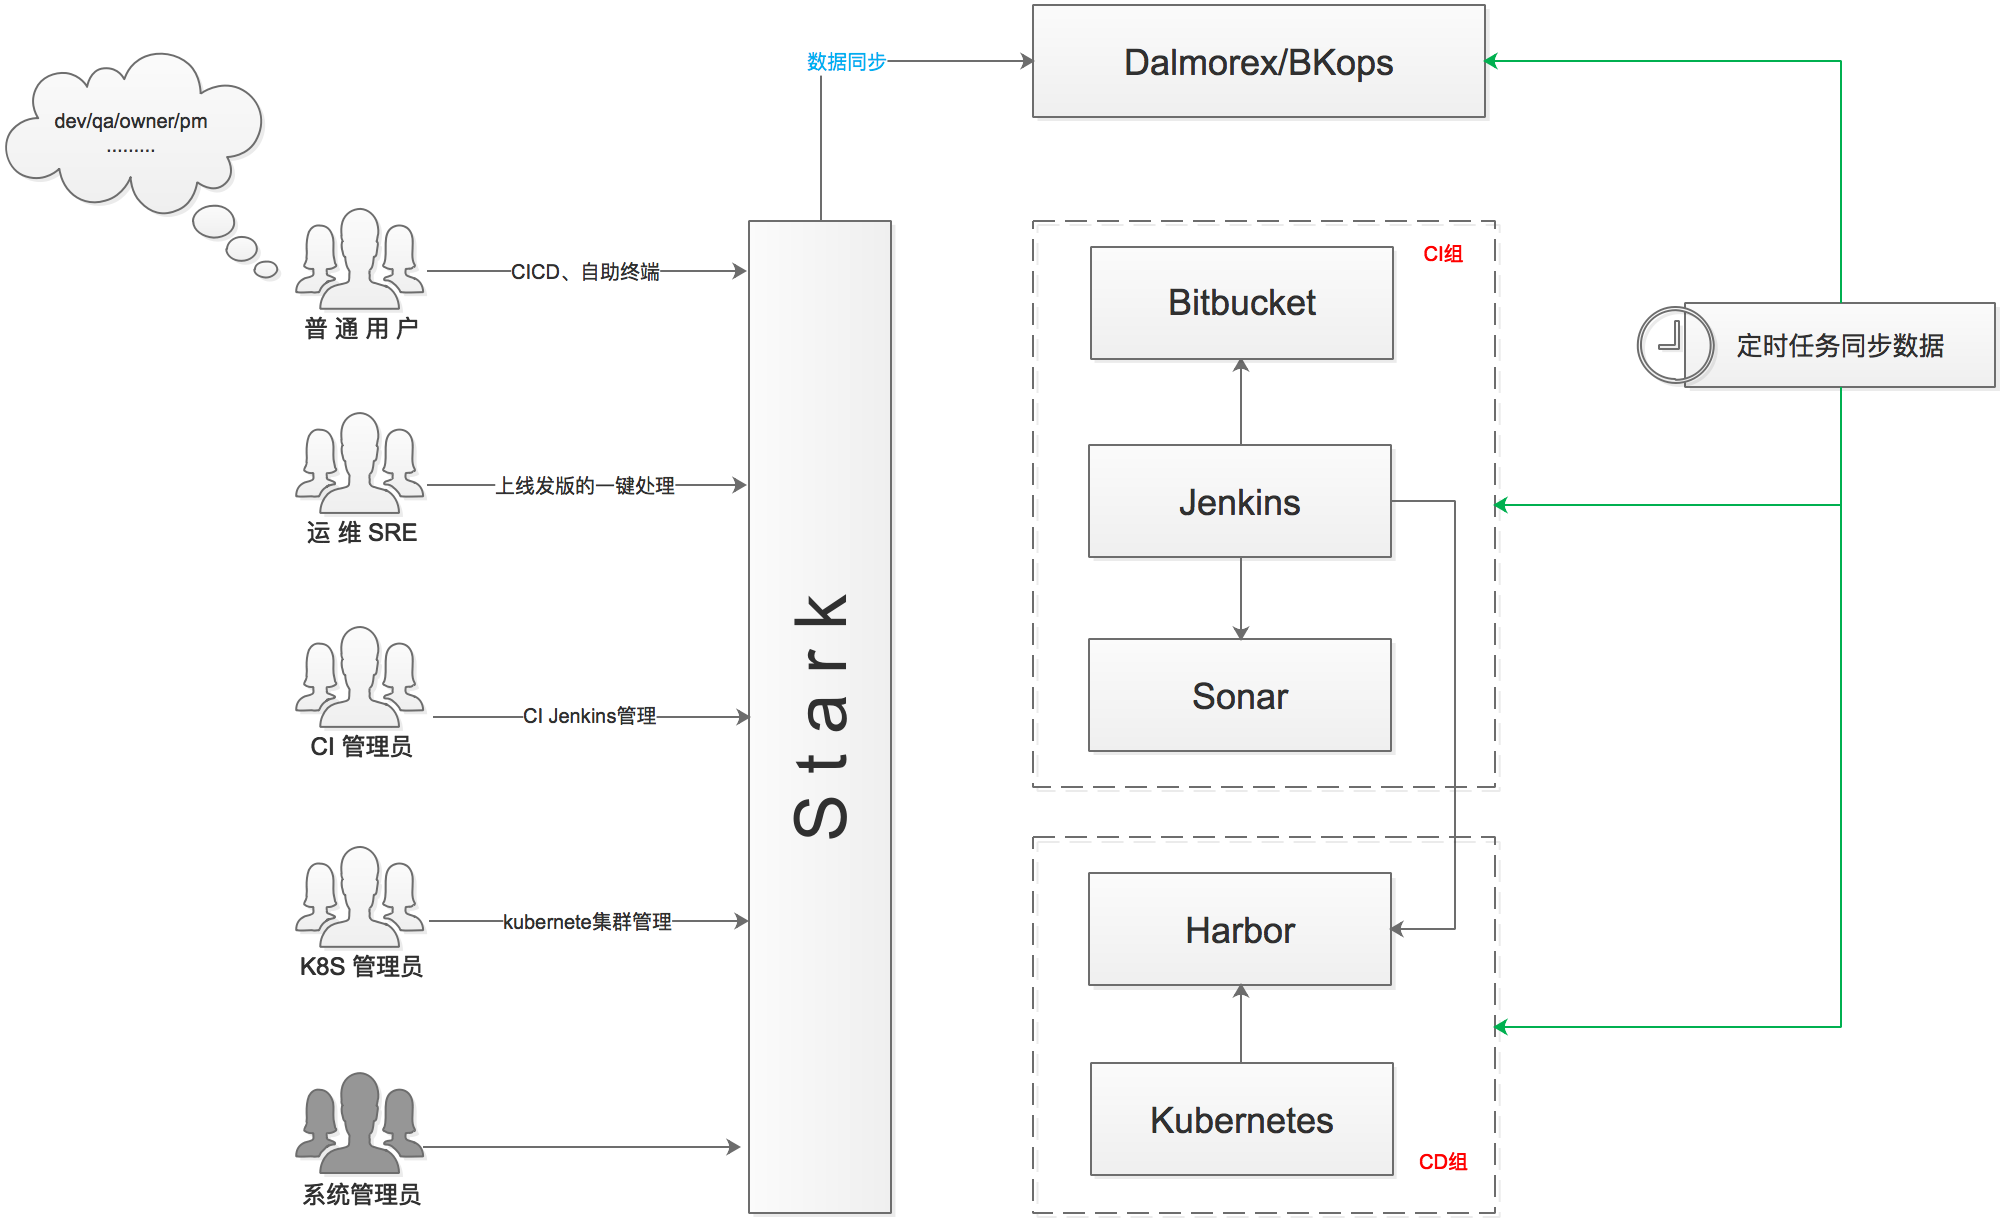 数据同步
Dalmorex/BKops
dev/qa/owner/pm
.........
CI组
CICD、自助终端
Bitbucket
普 通 用 户
定时任务同步数据
上线发版的一键处理
Jenkins
运 维 SRE
Stark
Sonar
CI Jenkins管理
CI 管理员
kubernete集群管理
Harbor
K8S 管理员
Kubernetes
CD组
系统管理员